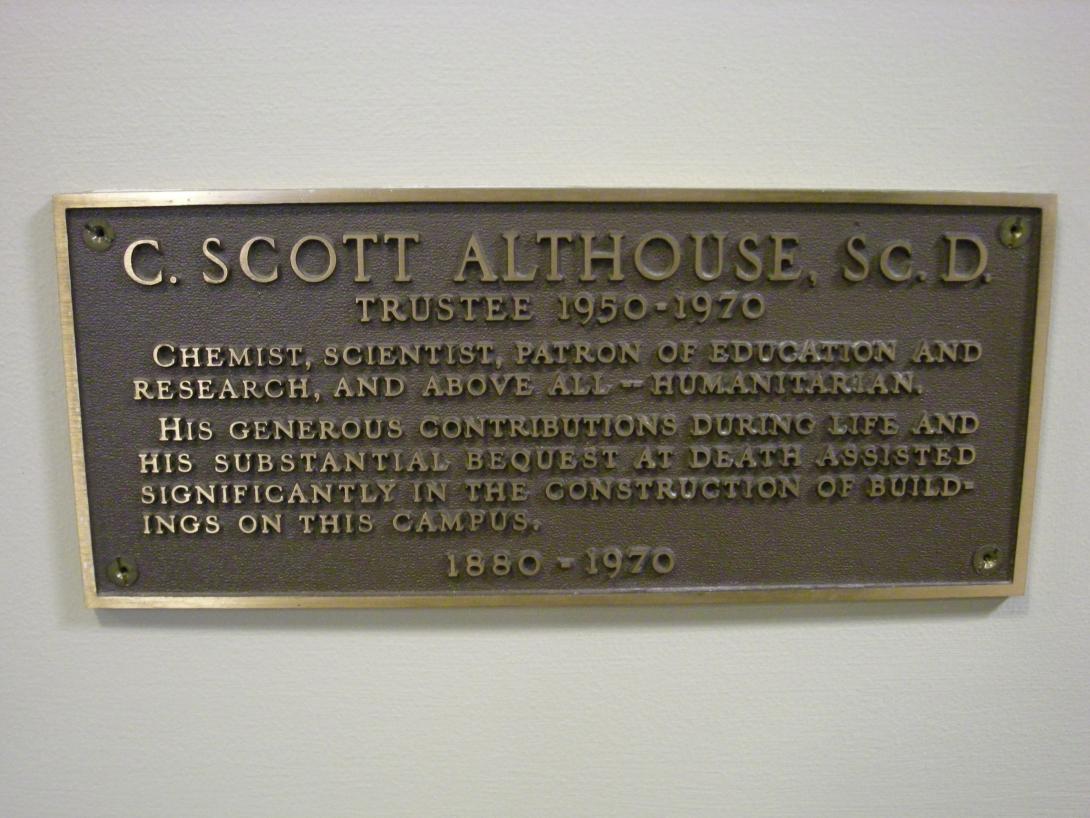 C. SCOTT ALTHOUSE, SC. D.
TRUSTEE 1950-1970
CHEMIST, SCIENTIST, PATRON OF EDUCATION AND
RESEARCH, AND ABOVE ALL -- HUMANITARIAN.
HIS GENEROUS CONTRIBUTIONS DURING LIFE AND
HIS SUBSTANTIAL BEQUEST AT DEATH ASSISTED
SIGNIFICANTLY IN THE CONSTRUCTION OF BUILD-
INGS ON THIS CAMPUS.
1880 - 1970